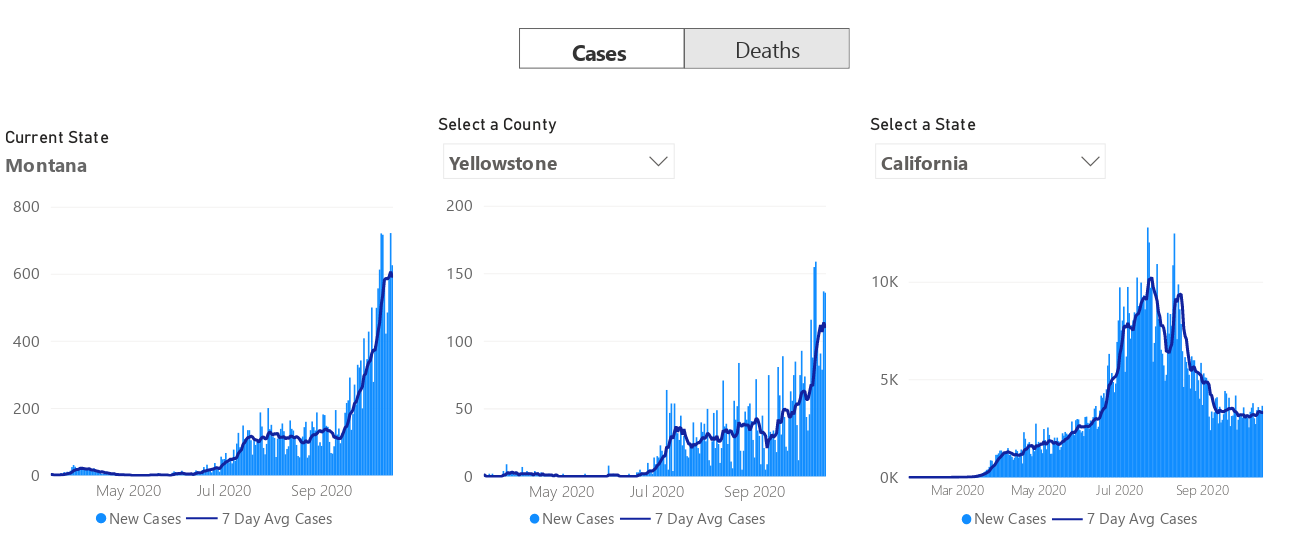 Cases
Deaths
Current State
Montana
800
600
400
200
0
May 2020
Jul 2020
Sep 2020
New Cases
7 Day Avg Cases
Select a County
Yellowstone
200
150
100
50
0
May 2020
Jul 2020
Sep 2020
New Cases
7 Day Avg Cases
Select a State
California
10K
5K
0K
Mar 2020
May 2020
Jul 2020
Sep 2020
New Cases
7 Day Avg Cases